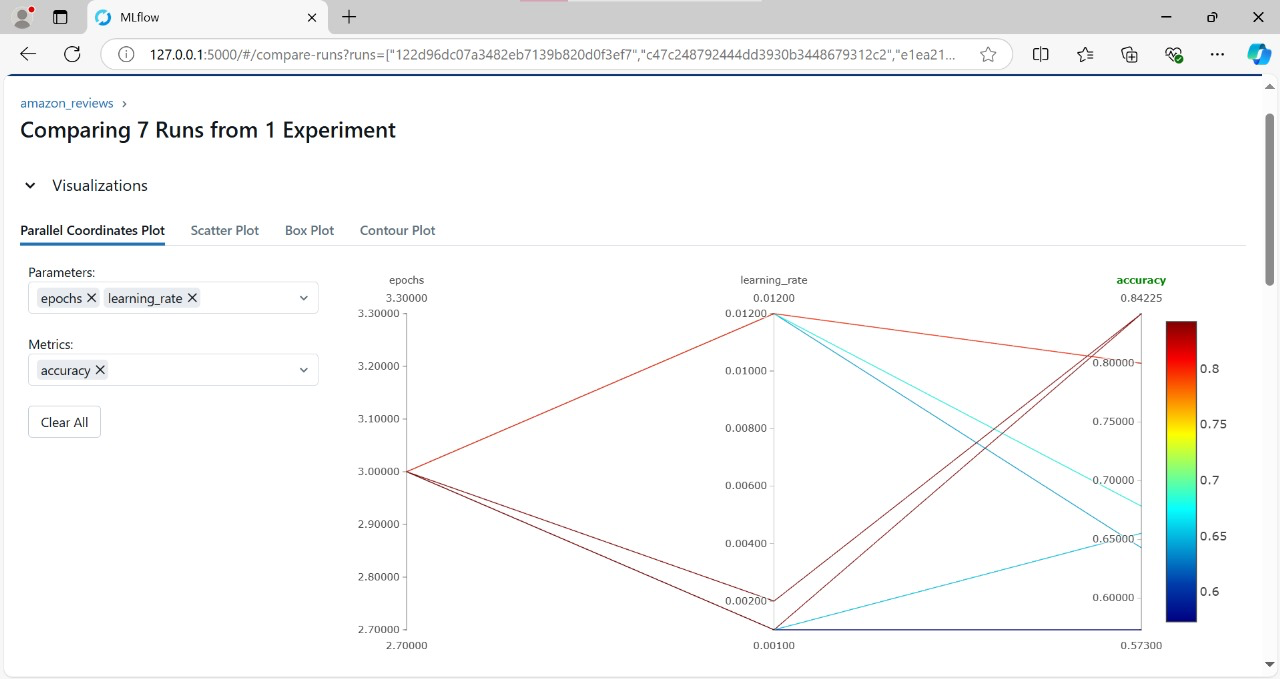 MLflow
127.0.0.1:5000/#/compare-runs?runs=["122d96dc07a3482eb7139b820d0f3ef7","c47c248792444dd3930b3448679312c2","e1ea21...
amazon_reviews
Comparing 7 Runs from 1 Experiment
Visualizations
Parallel Coordinates Plot Scatter Plot Box Plot Contour Plot
Parameters:
epochs learning_rate
Metrics:
accuracy
Clear All
epochs
3.30000
3.30000
3.20000
3.10000
3.00000
2.90000
2.80000
2.70000
2.70000
learning_rate
0.01200
0.01200
0.01000
0.00800
0.00600
0.00400
0.00200
0.00100
accuracy
0.84225
0.80000
0.75000
0.70000
0.65000
0.60000
0.57300
0.8
0.75
0.7
0.65
0.6